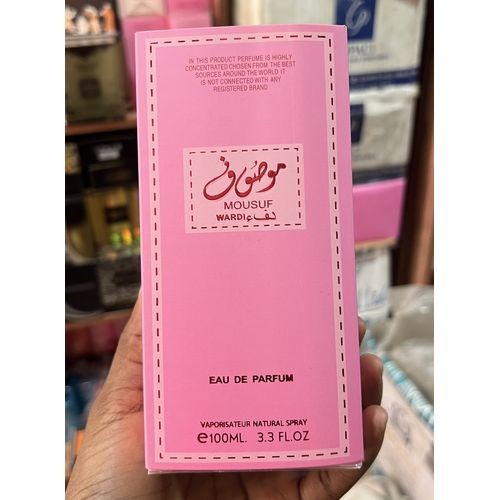 IN THIS PRODUCT PERFUME IS HIGHLY
CONCENTRATED CHOSEN FROM THE BEST
SOURCES AROUND THE WORLD IT
IS NOT CONNECTED WITH ANY
REGISTERED BRAND
موصوف
MOUSUF
WARDI لفاء
EAU DE PARFUM
VAPORISATEUR NATURAL SPRAY
℮100ML. 3.3 FL.OZ